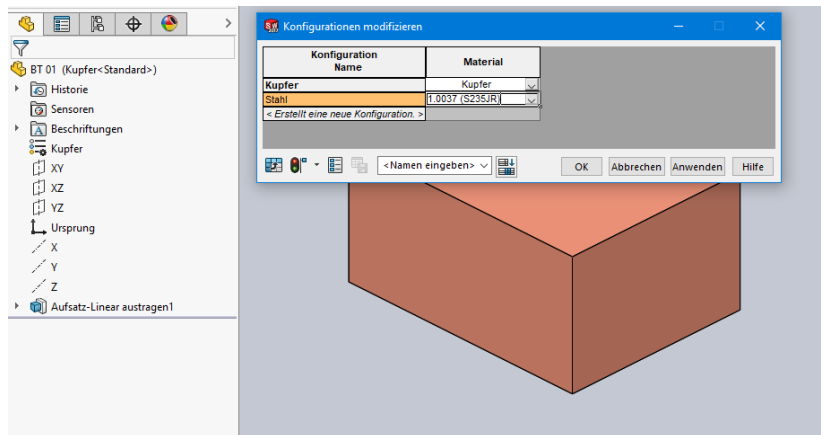 Konfigurationen modifizieren
Konfiguration Name
Material
Kupfer
Kupfer
Stahl
1.0037 (S235JR)
< Erstellt eine neue Konfiguration. >
<Namen eingeben>
OK
Abbrechen
Anwenden
Hilfe
BT 01 (Kupfer<Standard>)
Historie
Sensoren
Beschriftungen
Kupfer
XY
XZ
YZ
Ursprung
X
Y
Z
Aufsatz-Linear austragen1